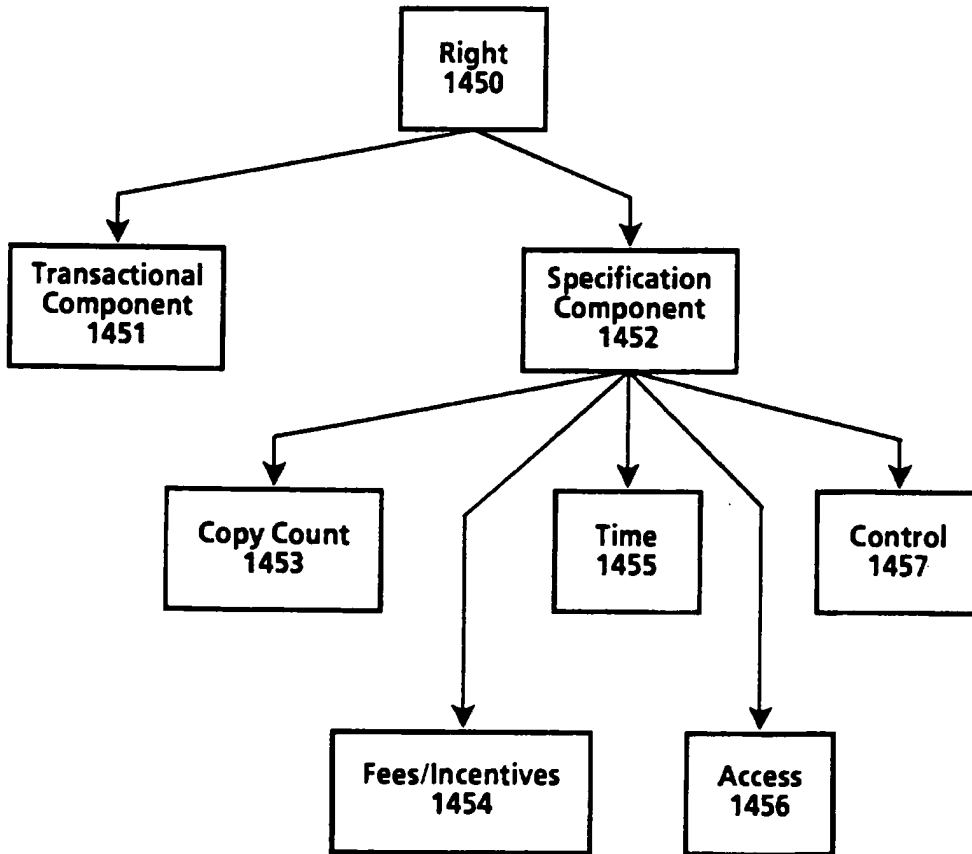 Right
1450
Transactional
Component
1451
Specification
Component
1452
Copy Count
1453
Time
1455
Control
1457
Fees/Incentives
1454
Access
1456